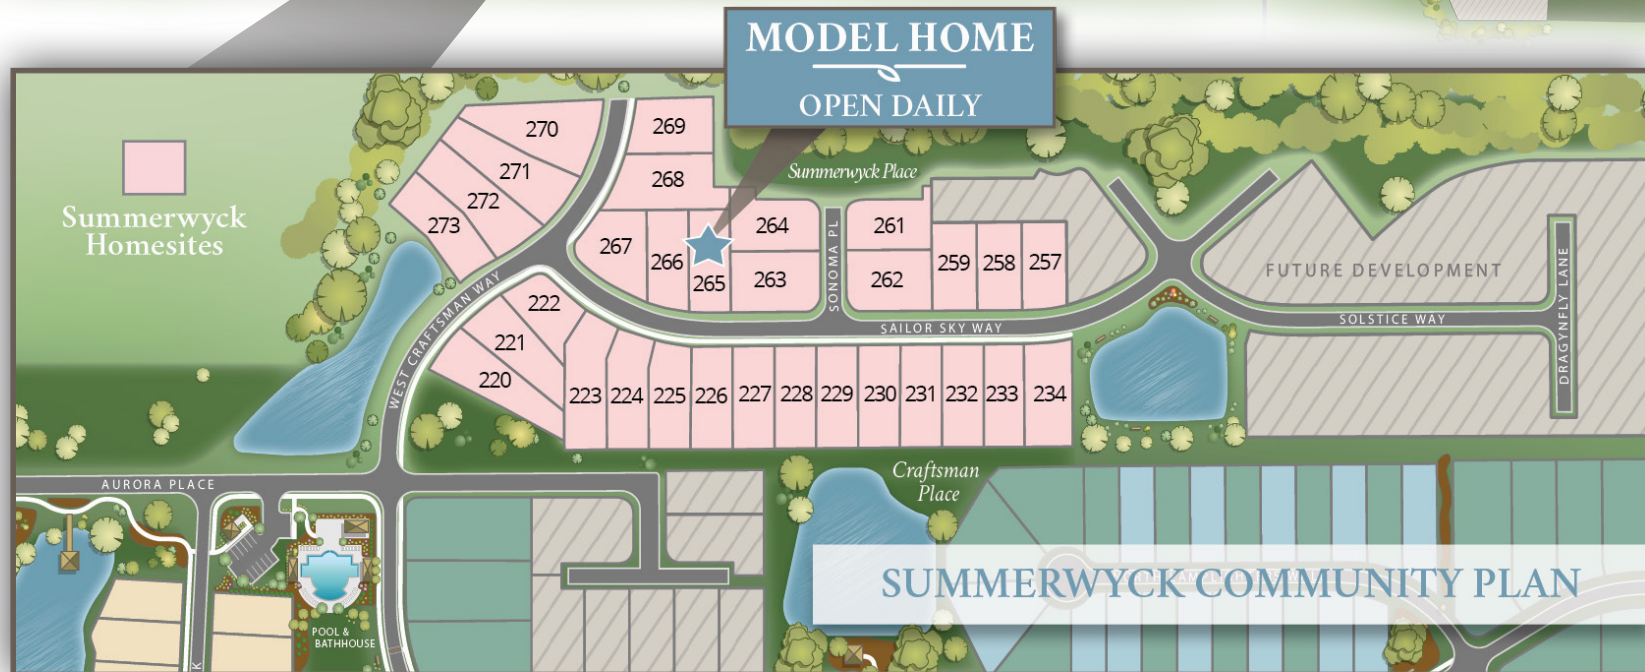 MODEL HOME
OPEN DAILY
Summerwyck
Homesites
Summerwyck Place
270
271
272
273
269
268
267
266
265
264
263
261
262
259
258
257
222
221
220
223
224
225
226
227
228
229
230
231
232
233
234
SONOMA PL
WEST CRAFTSMAN WAY
SAILOR SKY WAY
FUTURE DEVELOPMENT
SOLSTICE WAY
DRAGYNFLY LANE
AURORA PLACE
Craftsman
Place
SUMMERWYCK COMMUNITY PLAN
POOL &
BATHHOUSE
K